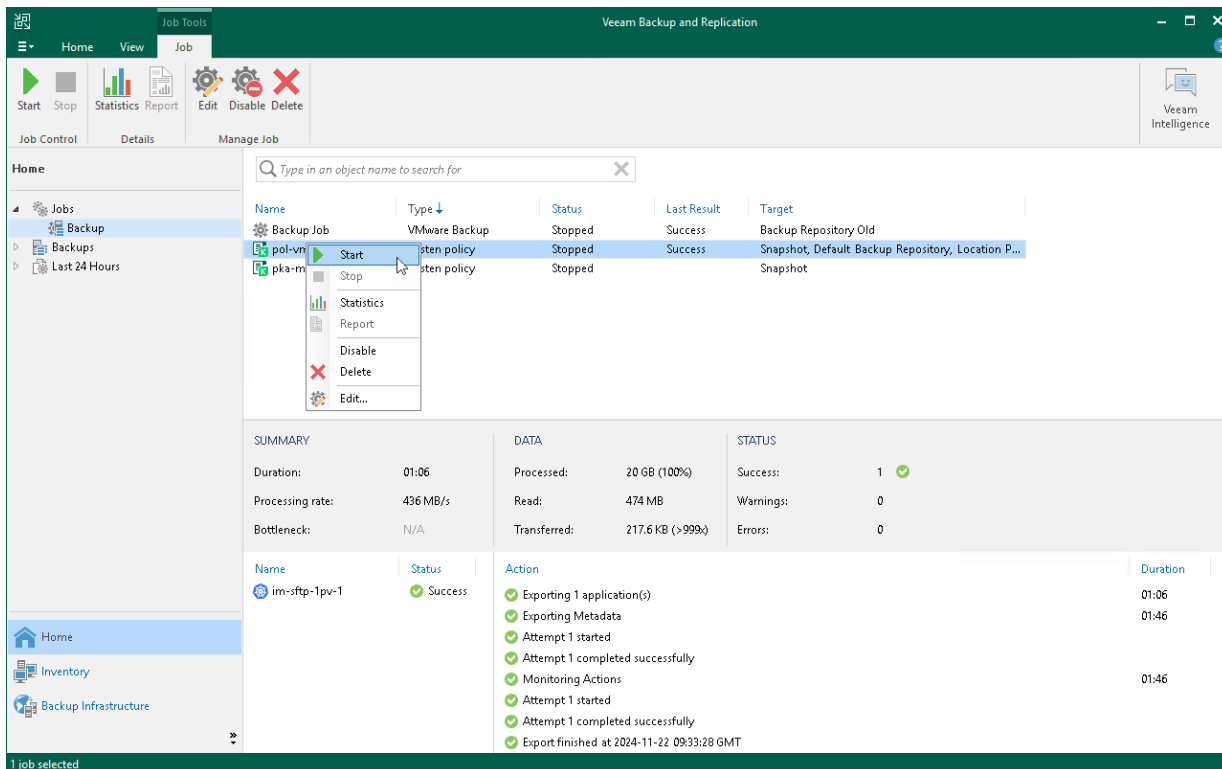 Job Tools
Veeam Backup and Replication
Home View Job
Start Stop Statistics Report Edit Disable Delete
Veeam
Intelligence
Job Control Details Manage Job
Home
Type in an object name to search for
Jobs
Backup
Backups
Last 24 Hours
Name Type Status Last Result Target
Backup Job VMware Backup Stopped Success Backup Repository Old
policy Stopped Success Snapshot, Default Backup Repository, Location P...
policy Stopped Snapshot
Start
Stop
Statistics
Report
Disable
Delete
Edit...
SUMMARY DATA STATUS
Duration: 01:06 Processed: 20 GB (100%) Success: 1
Processing rate: 436 MB/s Read: 474 MB Warnings: 0
Bottleneck: N/A Transferred: 217.6 KB (>999x) Errors: 0
Name Status Action Duration
im-sftp-1pv-1 Success
Exporting 1 application(s) 01:06
Exporting Metadata 01:46
Attempt 1 started
Attempt 1 completed successfully
Monitoring Actions 01:46
Attempt 1 started
Attempt 1 completed successfully
Export finished at 2024-11-22 09:33:28 GMT
Home
Inventory
Backup Infrastructure
1 job selected